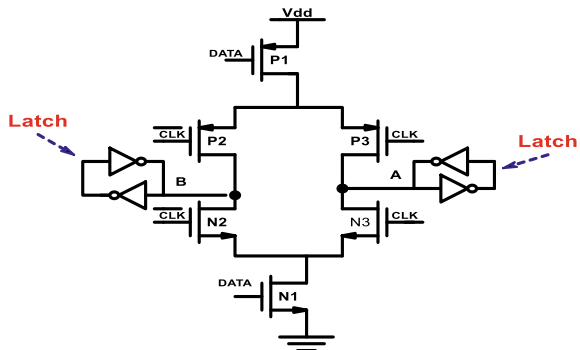 Vdd
DATA
P1
Latch
CLK
P2
P3
CLK
Latch
B
A
CLK
N2
N3
CLK
DATA
N1